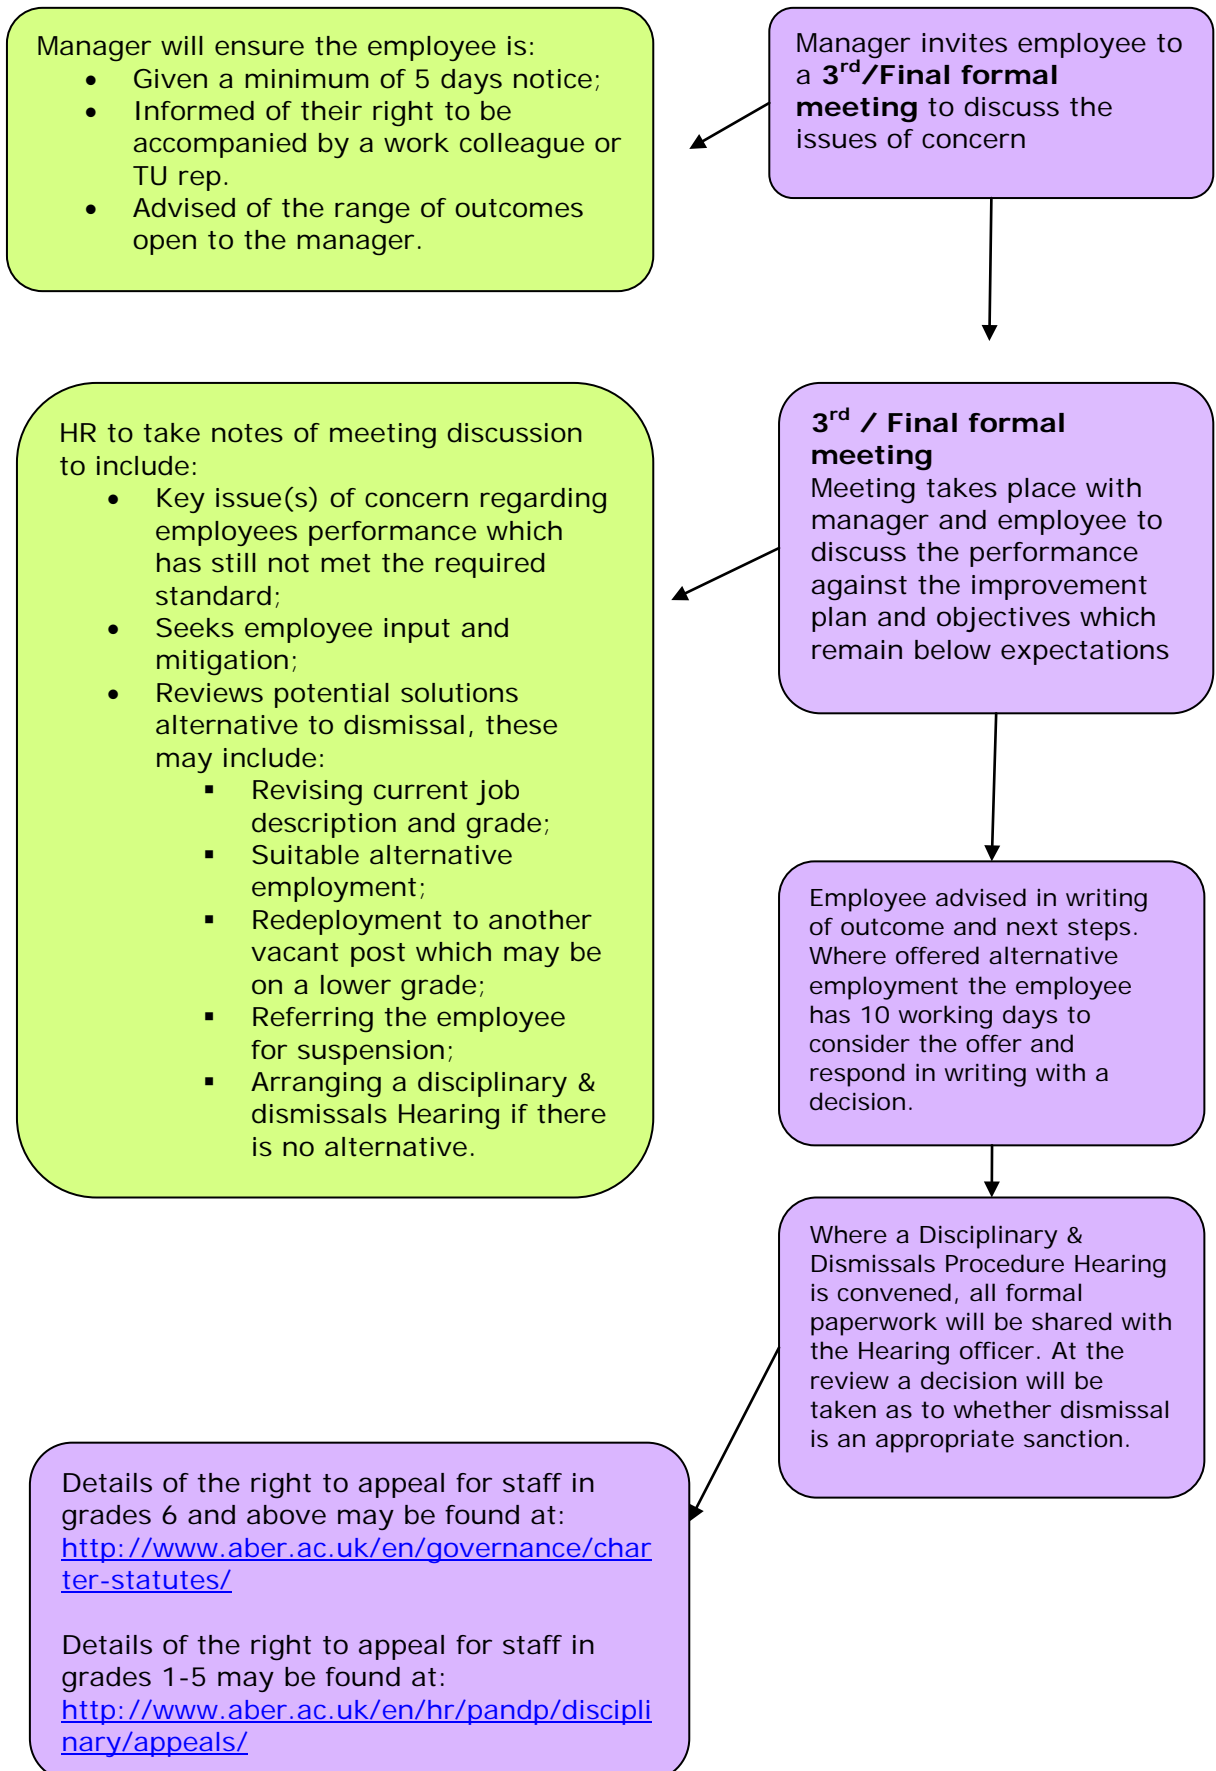 Manager will ensure the employee is:
• Given a minimum of 5 days notice;
• Informed of their right to be
accompanied by a work colleague or
TU rep.
• Advised of the range of outcomes
open to the manager.
Manager invites employee to
a 3rd/Final formal
meeting to discuss the
issues of concern
HR to take notes of meeting discussion
to include:
• Key issue(s) of concern regarding
employees performance which
has still not met the required
standard;
• Seeks employee input and
mitigation;
• Reviews potential solutions
alternative to dismissal, these
may include:
▪ Revising current job
description and grade;
▪ Suitable alternative
employment;
▪ Redeployment to another
vacant post which may be
on a lower grade;
▪ Referring the employee
for suspension;
▪ Arranging a disciplinary &
dismissals Hearing if there
is no alternative.
3rd / Final formal
meeting
Meeting takes place with
manager and employee to
discuss the performance
against the improvement
plan and objectives which
remain below expectations
Employee advised in writing
of outcome and next steps.
Where offered alternative
employment the employee
has 10 working days to
consider the offer and
respond in writing with a
decision.
Where a Disciplinary &
Dismissals Procedure Hearing
is convened, all formal
paperwork will be shared with
the Hearing officer. At the
review a decision will be
taken as to whether dismissal
is an appropriate sanction.
Details of the right to appeal for staff in
grades 6 and above may be found at:
http://www.aber.ac.uk/en/governance/char
ter-statutes/
Details of the right to appeal for staff in
grades 1-5 may be found at:
http://www.aber.ac.uk/en/hr/pandp/discipli
nary/appeals/